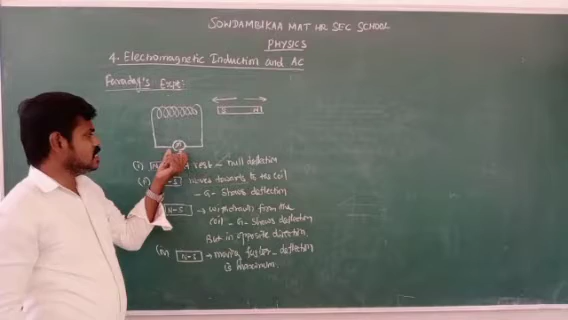 SOWDAMBIKAA MAT HR SEC SCHOOL
PHYSICS
4. Electromagnetic Induction and AC
Faraday's Expt:
(i) rest – null deflection
N-S moves towards to the coil
– G – Shows deflection
N-S → withdrawn from the
coil – G – Shows deflection
But in opposite direction.
(iv) N-S → moving faster – deflection
is maximum.